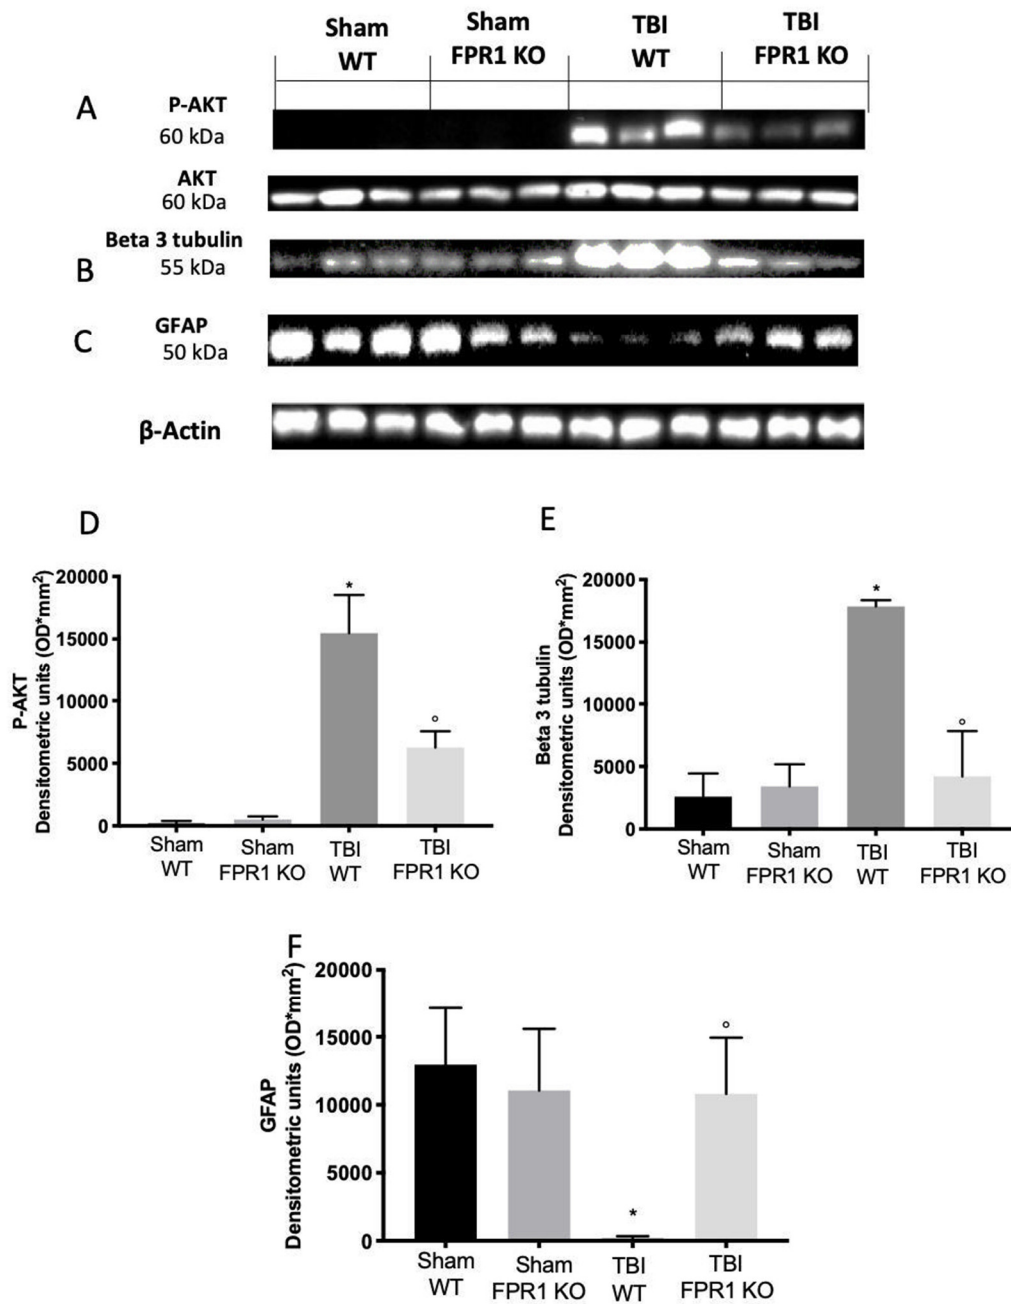 Sham
WT
Sham
FPR1 KO
TBI
WT
TBI
FPR1 KO
A
P-AKT
60 kDa
AKT
60 kDa
Beta 3 tubulin
B
55 kDa
GFAP
C
50 kDa
β-Actin
D
P-AKT
Densitometric units (OD*mm²)
20000
15000
10000
5000
0
*
°
Sham
WT
Sham
FPR1 KO
TBI
WT
TBI
FPR1 KO
E
Beta 3 tubulin
Densitometric units (OD*mm²)
20000
15000
10000
5000
0
*
°
Sham
WT
Sham
FPR1 KO
TBI
WT
TBI
FPR1 KO
F
GFAP
Densitometric units (OD*mm²)
20000
15000
10000
5000
0
*
°
Sham
WT
Sham
FPR1 KO
TBI
WT
TBI
FPR1 KO